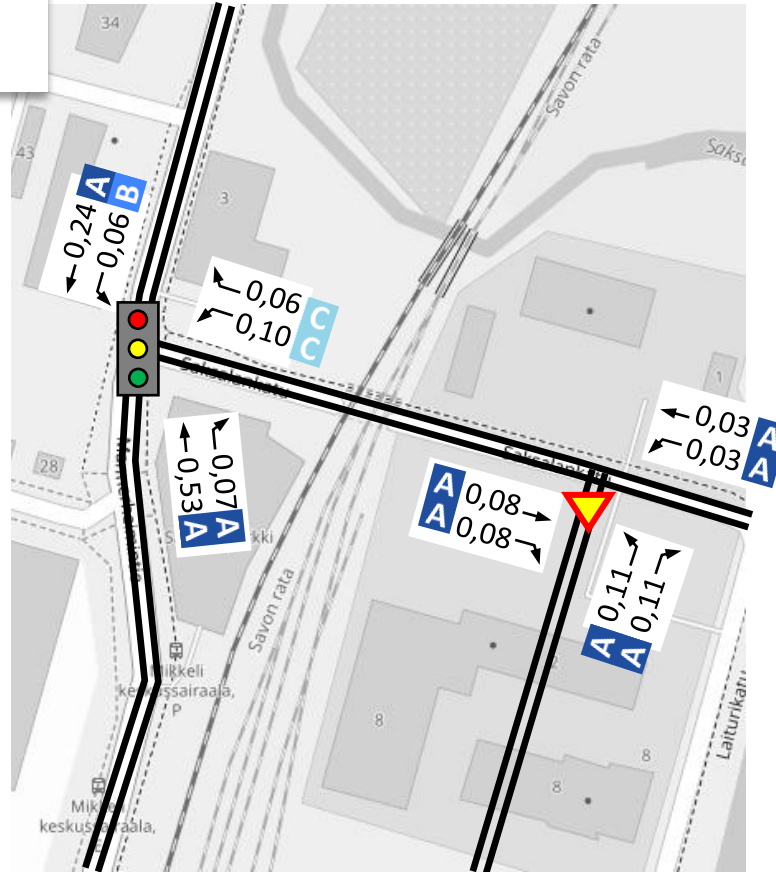 34
Savon rata
43
3
A B
0,24
0,06
0,06 C
0,10 C
1
Saksalankatu
0,03 A
0,03 A
28
0,53 A
0,07 A
A 0,08
A 0,08
A 0,11
A 0,11
Savon rata
Mikkeli
keskussairaala,
P
8
8
8
Laiturikatu
Mikkeli
keskussairaala,